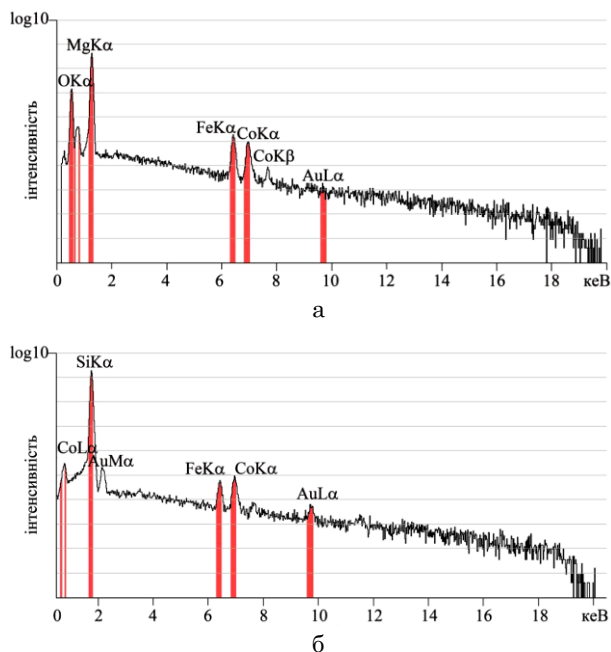 log10
MgKα
OKα
FeKα
CoKα
CoKβ
AuLα
інтенсивність
0 2 4 6 8 10 12 14 16 18 кеВ
а
log10
SiKα
CoLα
AuMα
FeKα CoKα
AuLα
інтенсивність
0 2 4 6 8 10 12 14 16 18 кеВ
б